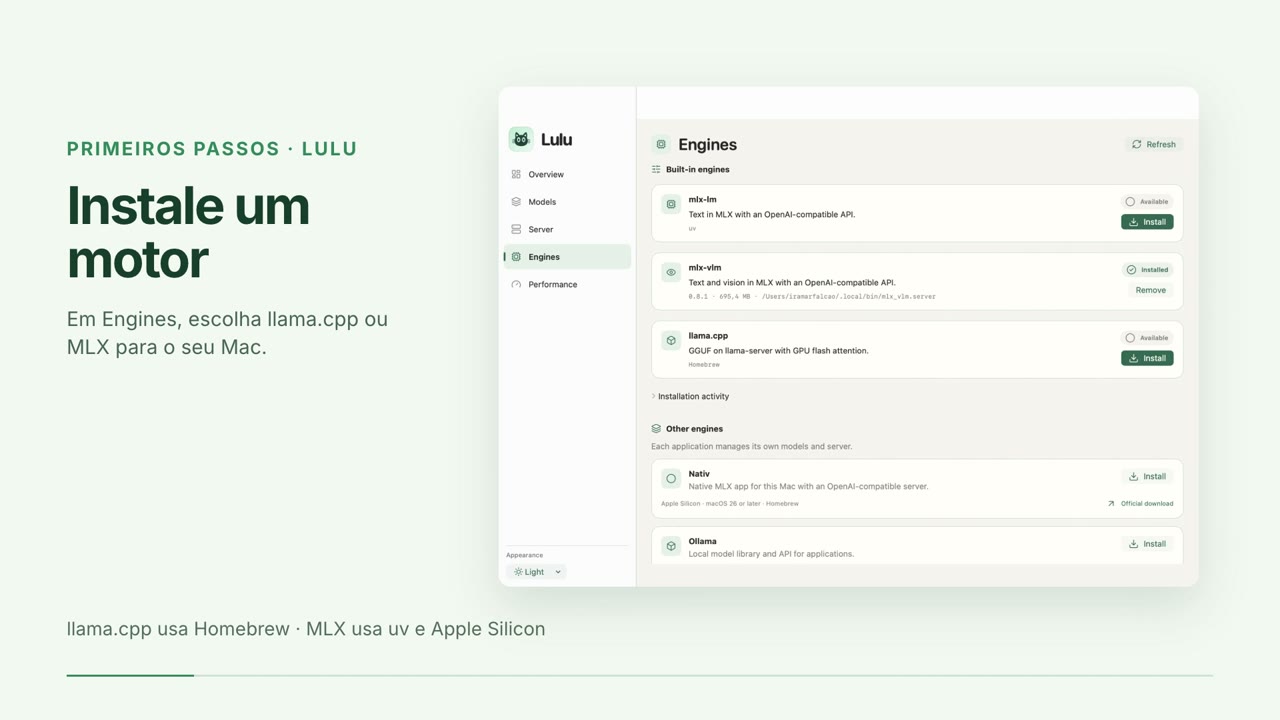 PRIMEIROS PASSOS · LULU
Instale um
motor
Em Engines, escolha llama.cpp ou
MLX para o seu Mac.
Lulu
Overview
Models
Server
Engines
Performance
Appearance
Light
Engines
Refresh
Built-in engines
mlx-lm
Available
Text in MLX with an OpenAI-compatible API.
Install
uv
mlx-vlm
Installed
Text and vision in MLX with an OpenAI-compatible API.
Remove
0.8.1 · 695,4 MB · /Users/iramarfalcao/.local/bin/mlx_vlm.server
llama.cpp
Available
GGUF on llama-server with GPU flash attention.
Install
Homebrew
Installation activity
Other engines
Each application manages its own models and server.
Nativ
Install
Native MLX app for this Mac with an OpenAI-compatible server.
Apple Silicon · macOS 26 or later · Homebrew
Official download
Ollama
Install
Local model library and API for applications.
llama.cpp usa Homebrew · MLX usa uv e Apple Silicon